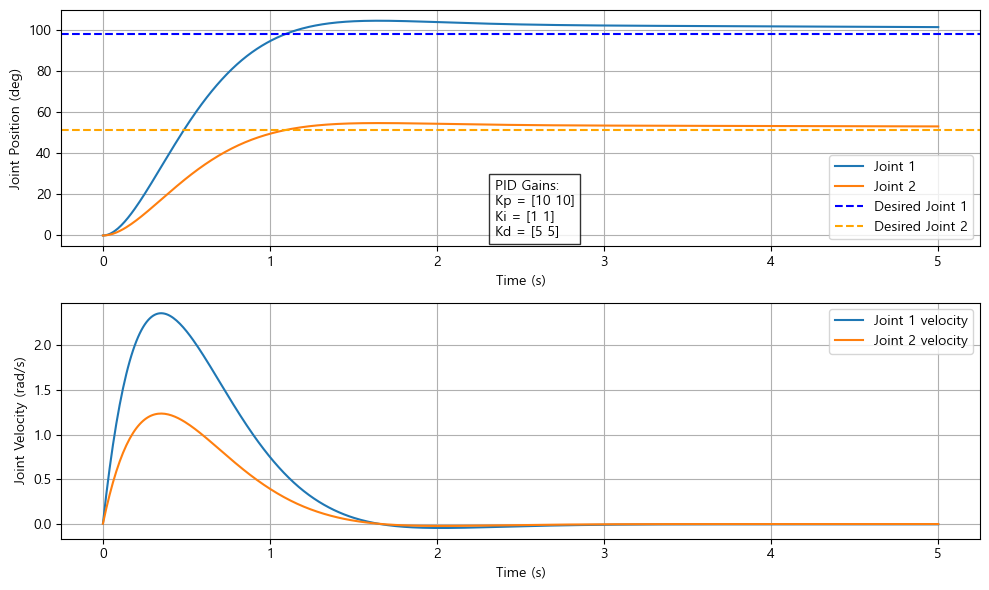 Joint Position (deg)
100
80
60
40
20
0
PID Gains:
Kp = [10 10]
Ki = [1 1]
Kd = [5 5]
Joint 1
Joint 2
Desired Joint 1
Desired Joint 2
0 1 2 3 4 5
Time (s)
Joint Velocity (rad/s)
2.0
1.5
1.0
0.5
0.0
Joint 1 velocity
Joint 2 velocity
0 1 2 3 4 5
Time (s)